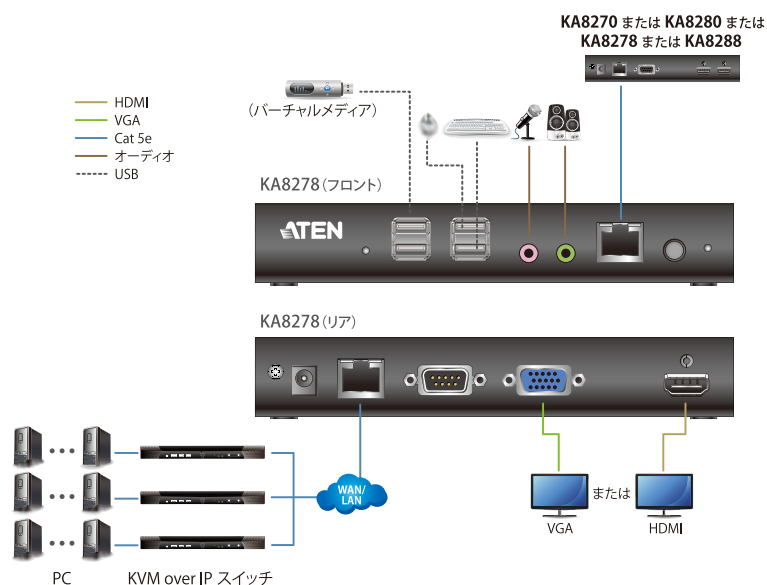 KA8270 または KA8280 または
KA8278 または KA8288
HDMI
VGA
Cat 5e
オーディオ
USB
(バーチャルメディア)
KA8278(フロント)
ATEN
KA8278(リア)
WAN/
LAN
または
VGA
HDMI
PC
KVM over IP スイッチ